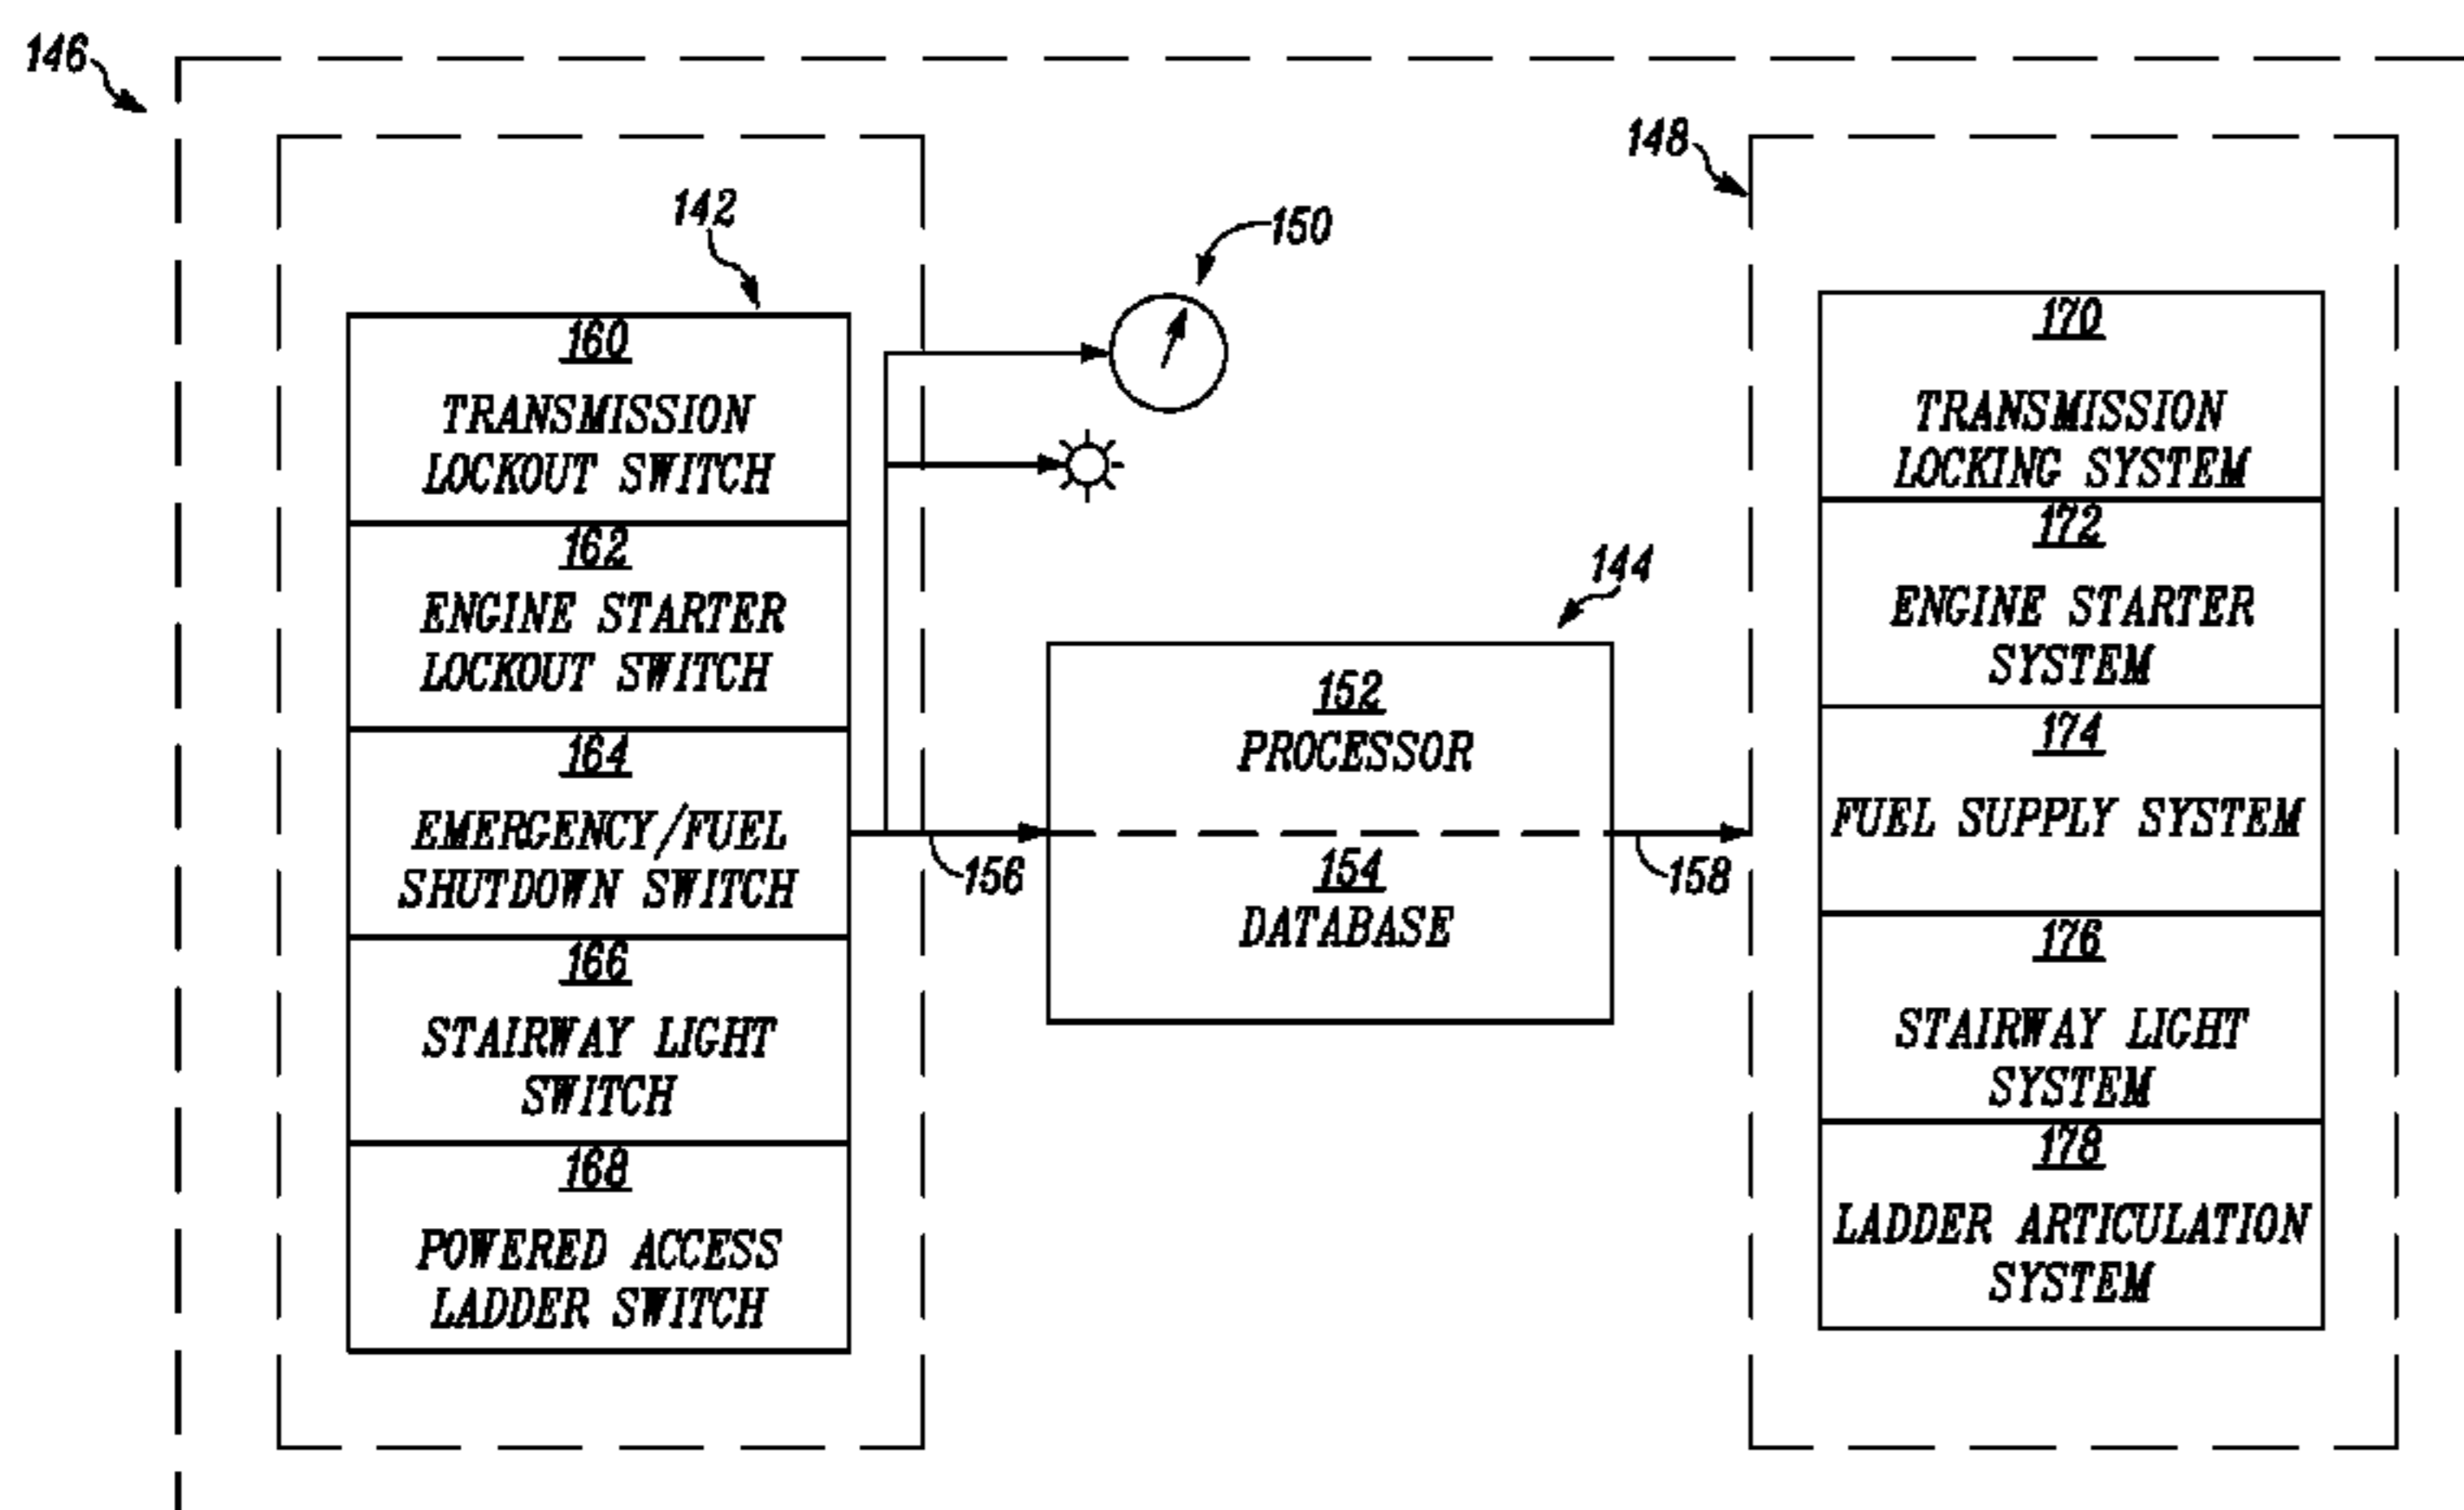 146
148
142
150
160
TRANSMISSION
LOCKOUT SWITCH
162
ENGINE STARTER
LOCKOUT SWITCH
164
EMERGENCY/FUEL
SHUTDOWN SWITCH
166
STAIRWAY LIGHT
SWITCH
168
POWERED ACCESS
LADDER SWITCH
156
144
152
PROCESSOR
154
DATABASE
158
170
TRANSMISSION
LOCKING SYSTEM
172
ENGINE STARTER
SYSTEM
174
FUEL SUPPLY SYSTEM
176
STAIRWAY LIGHT
SYSTEM
178
LADDER ARTICULATION
SYSTEM